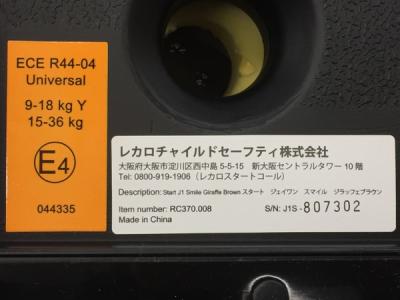 ECE R44-04
Universal
9-18 kg Y
15-36 kg
E4
044335
レカロチャイルドセーフティ株式会社
大阪府大阪市淀川区西中島 5-5-15　新大阪セントラルタワー 10 階
Tel: 0800-919-1906（レカロスタートコール）
Description: Start J1 Smile Giraffe Brown スタート　ジェイワン　スマイル　ジラッフェブラウン
Item number: RC370.008　S/N: J1S - 807302
Made in China